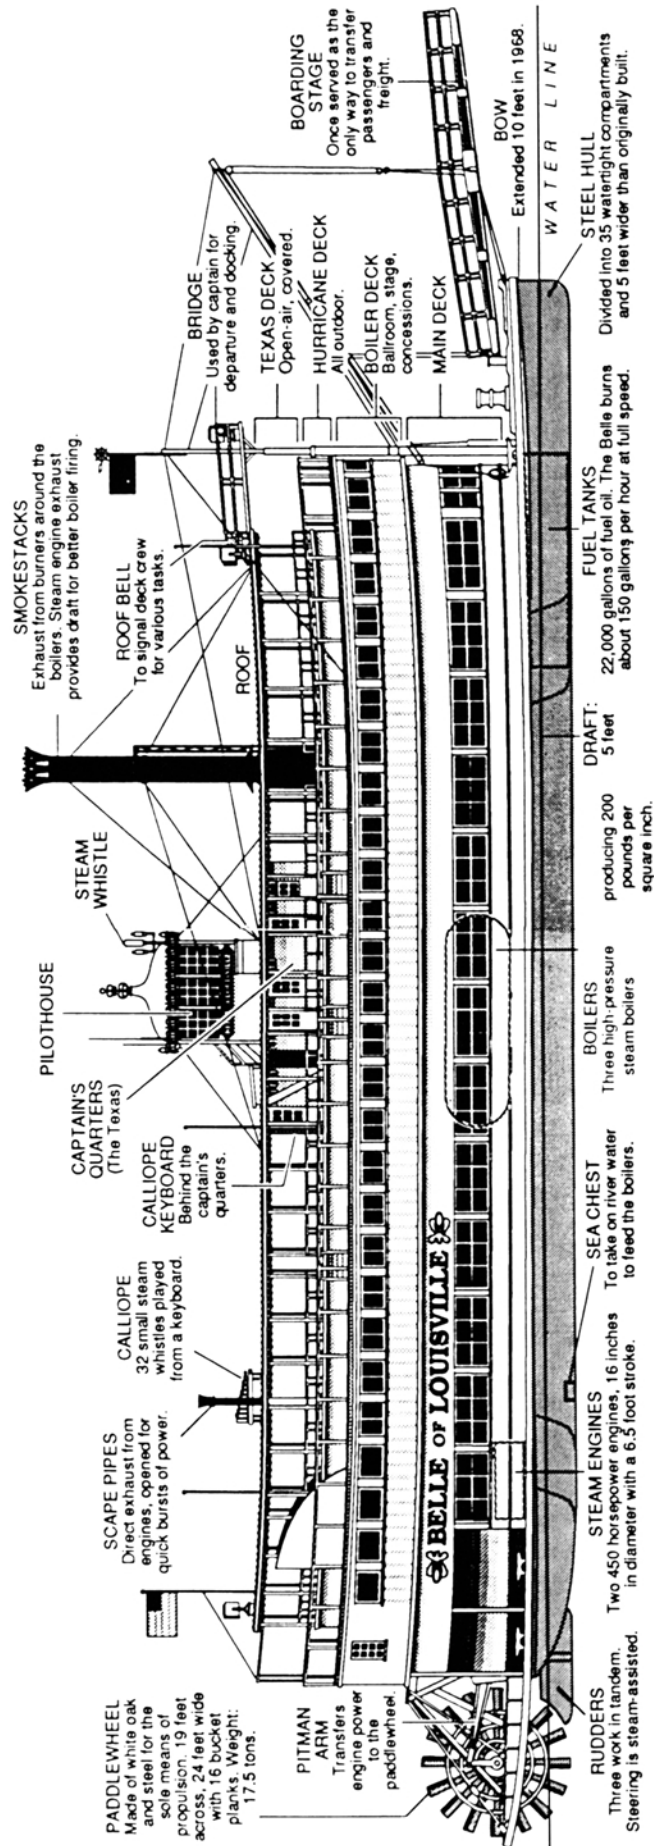 PADDLEWHEEL
Made of white oak
and steel for the
sole means of
propulsion. 19 feet
across, 24 feet wide
with 16 bucket
planks. Weight:
17.5 tons.
SCAPE PIPES
Direct exhaust from
engines, opened for
quick bursts of power.
CALLIOPE
32 small steam
whistles played
from a keyboard.
CALLIOPE
KEYBOARD
Behind the
captain's
quarters.
CAPTAIN'S
QUARTERS
(The Texas)
PILOTHOUSE
STEAM
WHISTLE
SMOKESTACKS
Exhaust from burners around the
boilers. Steam engine exhaust
provides draft for better boiler firing.
ROOF BELL
To signal deck crew
for various tasks.
ROOF
BRIDGE
Used by captain for
departure and docking.
TEXAS DECK
Open-air, covered.
HURRICANE DECK
All outdoor.
BOILER DECK
Ballroom, stage,
concessions.
MAIN DECK
BOARDING
STAGE
Once served as the
only way to transfer
passengers and
freight.
PITMAN
ARM
Transfers
engine power
to the
paddlewheel.
BELLE OF LOUISVILLE
BOW
Extended 10 feet in 1968.
WATER LINE
RUDDERS
Three work in tandem.
Steering is steam-assisted.
STEAM ENGINES
Two 450 horsepower engines, 16 inches
in diameter with a 6.5 foot stroke.
SEA CHEST
To take on river water
to feed the boilers.
BOILERS
Three high-pressure
steam boilers
producing 200
pounds per
square inch.
DRAFT:
5 feet
FUEL TANKS
22,000 gallons of fuel oil. The Belle burns
about 150 gallons per hour at full speed.
STEEL HULL
Divided into 35 watertight compartments
and 5 feet wider than originally built.